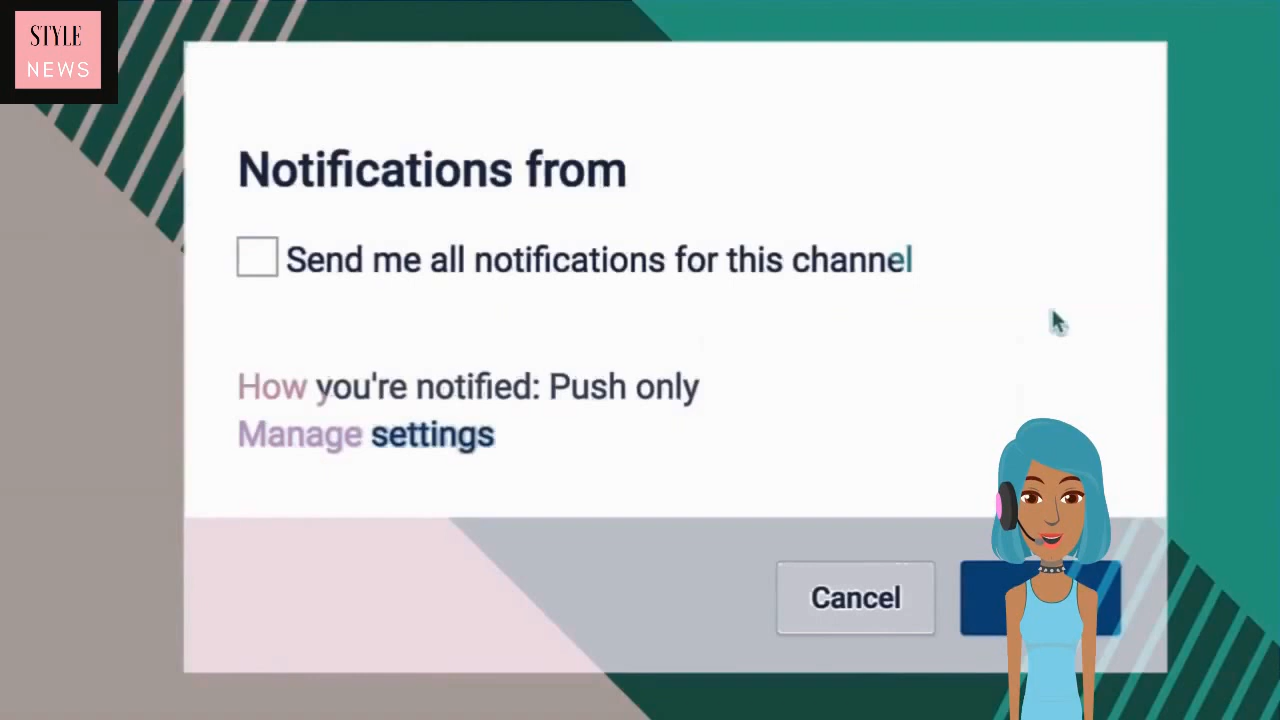 STYLE
NEWS
Notifications from
Send me all notifications for this channel
How you're notified: Push only
Manage settings
Cancel